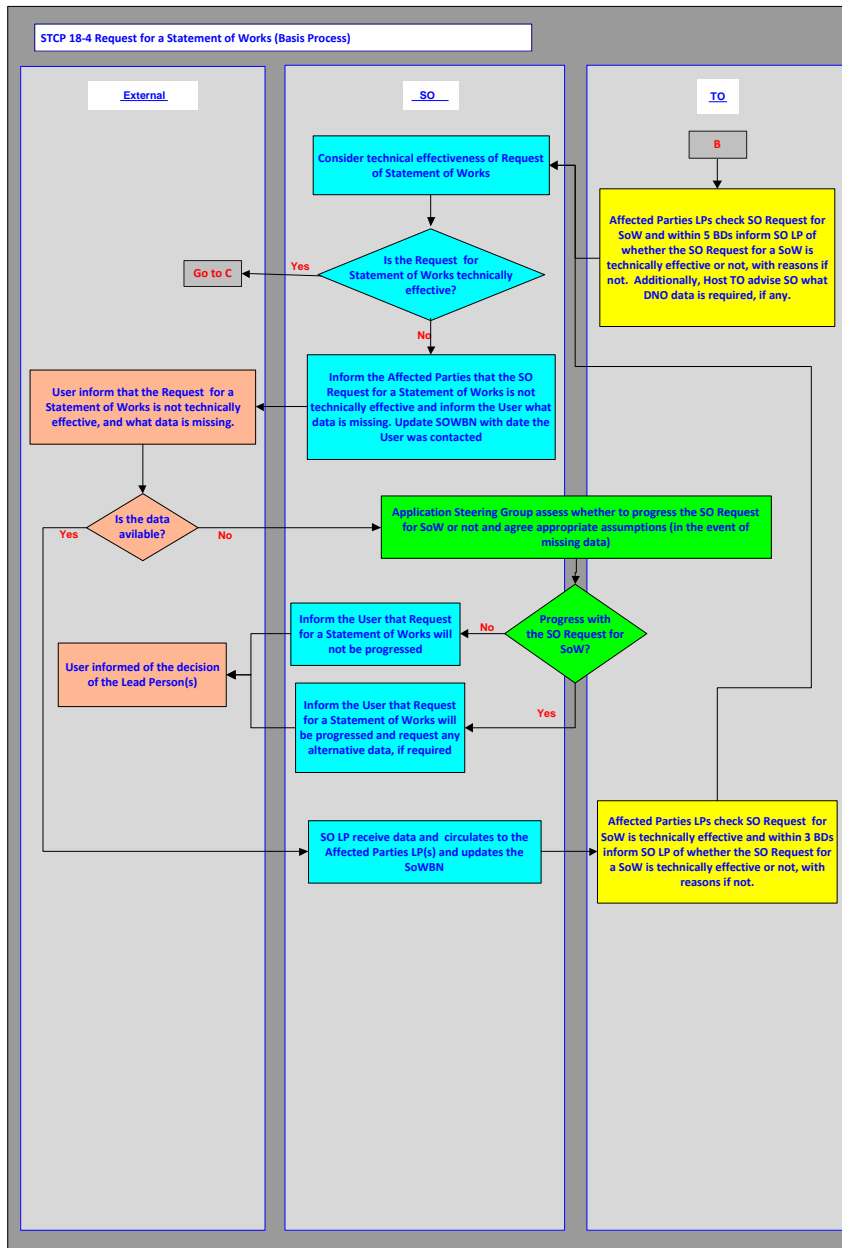 STCP 18-4 Request for a Statement of Works (Basis Process)
External
SO
TO
B
Consider technical effectiveness of Request
of Statement of Works
Affected Parties LPs check SO Request for
SoW and within 5 BDs inform SO LP of
whether the SO Request for a SoW is
technically effective or not, with reasons if
not.  Additionally, Host TO advise SO what
DNO data is required, if any.
Is the Request  for
Statement of Works technically
effective?
Yes
Go to C
No
Inform the Affected Parties that the SO
Request for a Statement of Works is not
technically effective and inform the User what
data is missing. Update SOWBN with date the
User was contacted
User inform that the Request  for a
Statement of Works is not technically
effective, and what data is missing.
Is the data
avilable?
Yes
No
Application Steering Group assess whether to progress the SO Request
for SoW or not and agree appropriate assumptions (in the event of
missing data)
Progress with
the SO Request for
SoW?
No
Inform the User that Request
for a Statement of Works will
not be progressed
User informed of the decision
of the Lead Person(s)
Yes
Inform the User that Request
for a Statement of Works will
be progressed and request any
alternative data, if required
SO LP receive data and  circulates to the
Affected Parties LP(s) and updates the
SoWBN
Affected Parties LPs check SO Request  for
SoW is technically effective and within 3 BDs
inform SO LP of whether the SO Request for
a SoW is technically effective or not, with
reasons if not.